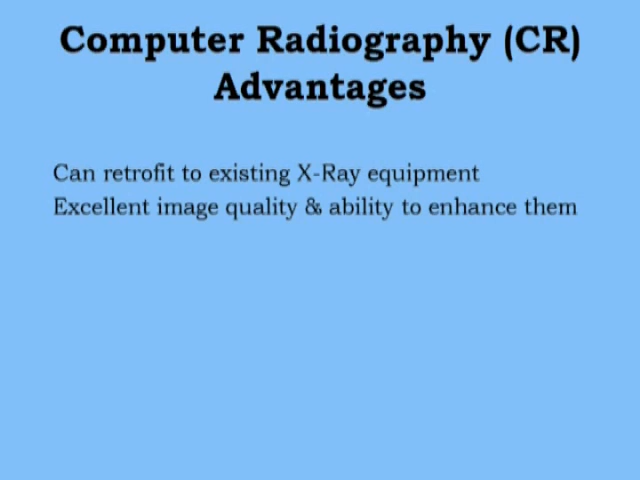 Computer Radiography (CR)
Advantages
Can retrofit to existing X-Ray equipment
Excellent image quality & ability to enhance them